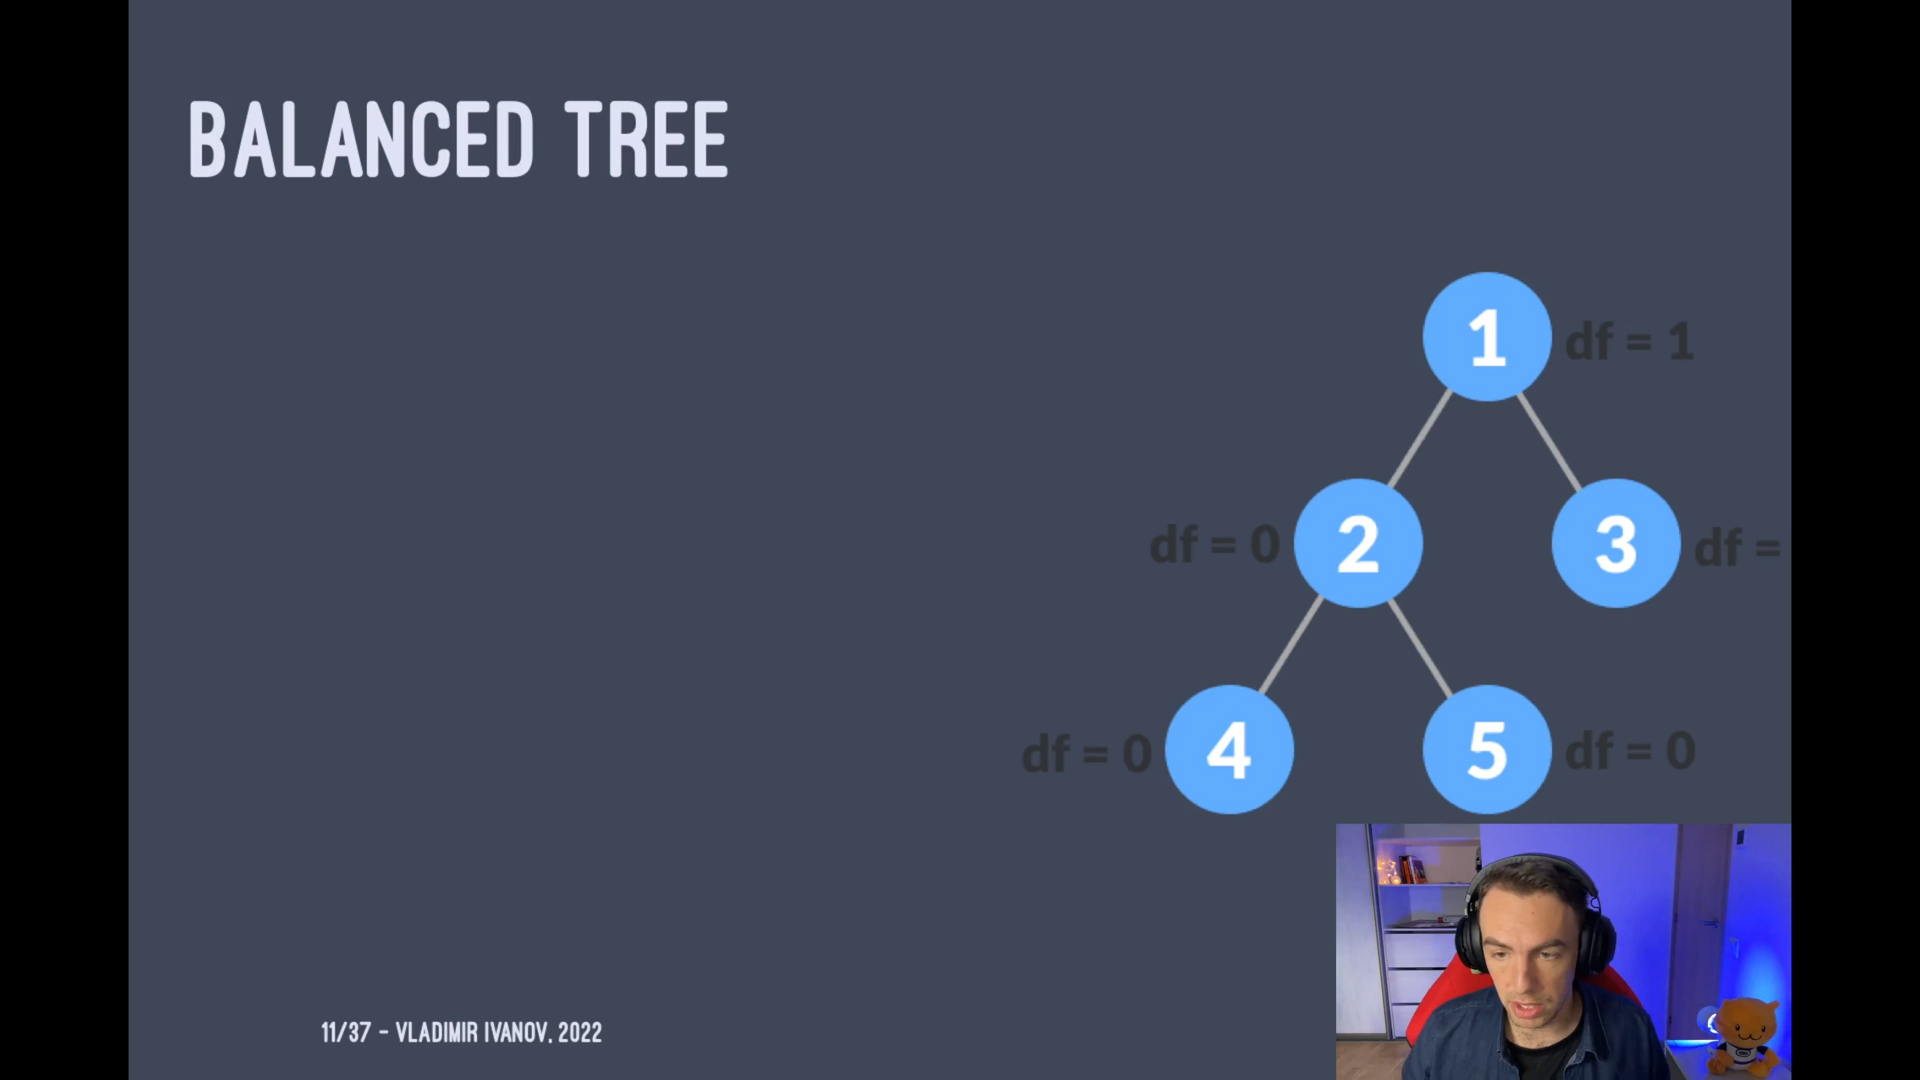 BALANCED TREE
1 df = 1
df = 0 2 3 df =
df = 0 4 5 df = 0
11/37 - VLADIMIR IVANOV, 2022